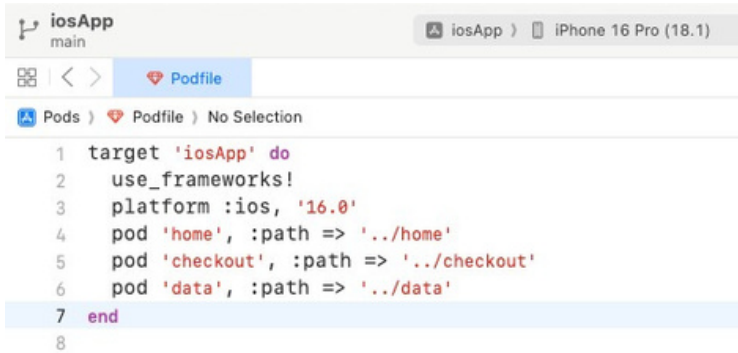 iosApp
main
iosApp 〉 iPhone 16 Pro (18.1)
Podfile
Pods 〉 Podfile 〉 No Selection
1 target 'iosApp' do
2   use_frameworks!
3   platform :ios, '16.0'
4   pod 'home', :path => '../home'
5   pod 'checkout', :path => '../checkout'
6   pod 'data', :path => '../data'
7 end
8